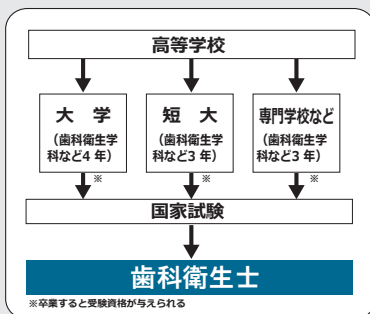 高等学校
大 学
(歯科衛生学
科など4 年)
短 大
(歯科衛生学
科など3 年)
専門学校など
(歯科衛生学
科など3 年)
※
※
※
国家試験
歯科衛生士
※卒業すると受験資格が与えられる